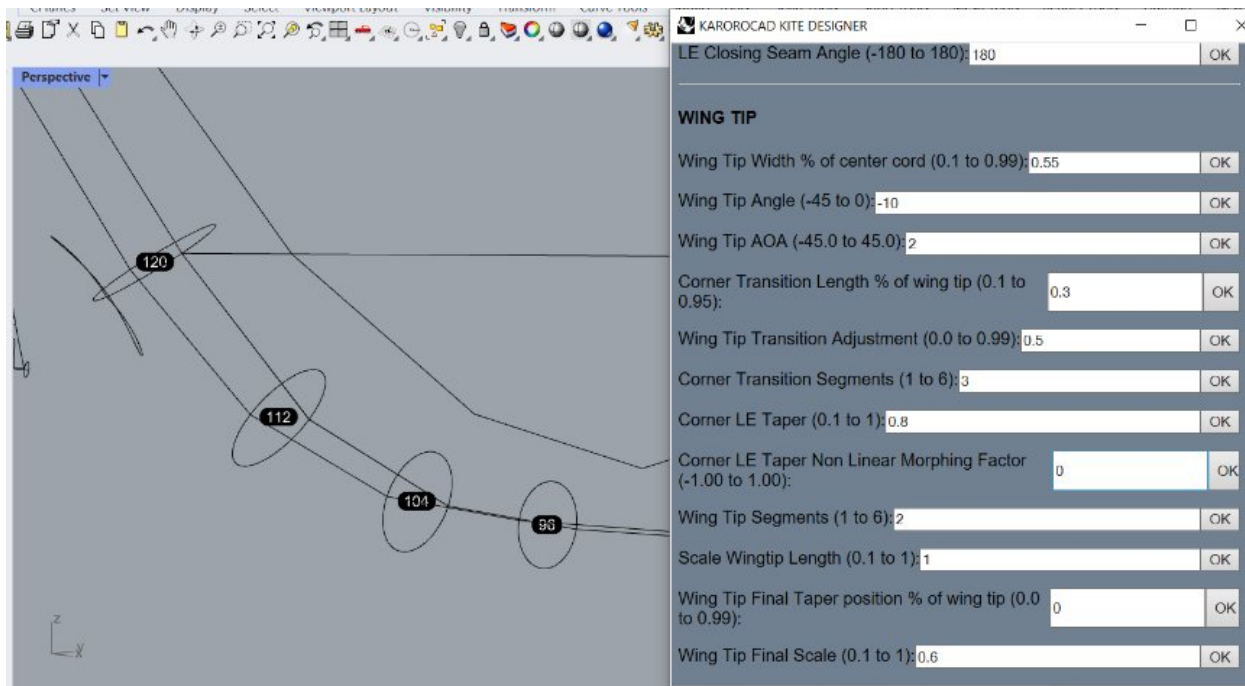 KAROROCAD KITE DESIGNER
LE Closing Seam Angle (-180 to 180): 180 OK
Perspective
WING TIP
Wing Tip Width % of center cord (0.1 to 0.99): 0.55 OK
Wing Tip Angle (-45 to 0): -10 OK
Wing Tip AOA (-45.0 to 45.0): 2 OK
Corner Transition Length % of wing tip (0.1 to
0.95): 0.3 OK
Wing Tip Transition Adjustment (0.0 to 0.99): 0.5 OK
Corner Transition Segments (1 to 6): 3 OK
Corner LE Taper (0.1 to 1): 0.8 OK
Corner LE Taper Non Linear Morphing Factor
(-1.00 to 1.00): 0 OK
Wing Tip Segments (1 to 6): 2 OK
Scale Wingtip Length (0.1 to 1): 1 OK
Wing Tip Final Taper position % of wing tip (0.0
to 0.99): 0 OK
Wing Tip Final Scale (0.1 to 1): 0.6 OK
120
112
104
96
z